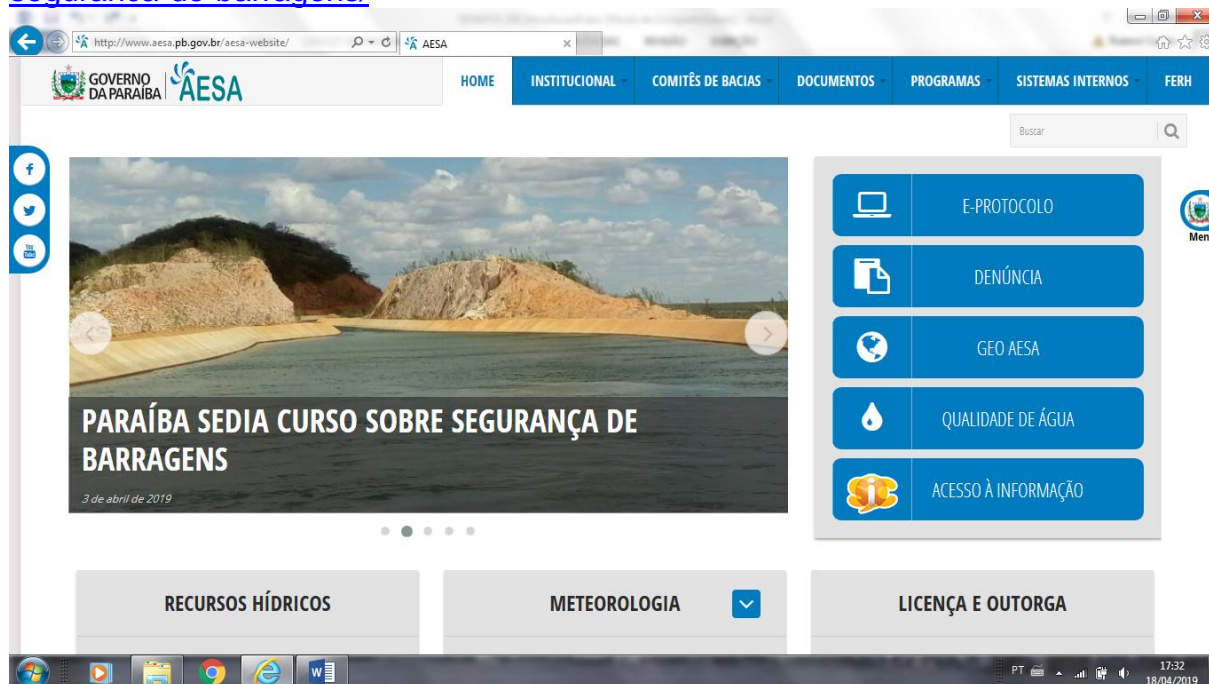 segurança-de-barragens/
http://www.aesa.pb.gov.br/aesa-website/
AESA
GOVERNO
DA PARAÍBA
AESA
HOME
INSTITUCIONAL
COMITÊS DE BACIAS
DOCUMENTOS
PROGRAMAS
SISTEMAS INTERNOS
FERH
Buscar
E-PROTOCOLO
Men
DENÚNCIA
GEO AESA
PARAÍBA SEDIA CURSO SOBRE SEGURANÇA DE
BARRAGENS
3 de abril de 2019
QUALIDADE DE ÁGUA
SIC
ACESSO À INFORMAÇÃO
RECURSOS HÍDRICOS
METEOROLOGIA
LICENÇA E OUTORGA
PT
17:32
18/04/2019